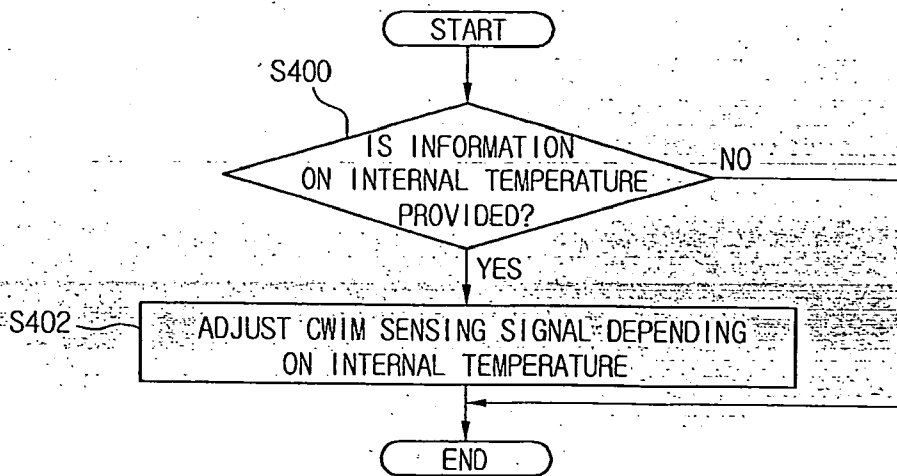 START
S400
IS INFORMATION
ON INTERNAL TEMPERATURE
PROVIDED?
NO
YES
S402
ADJUST CWIM SENSING SIGNAL DEPENDING
ON INTERNAL TEMPERATURE
END